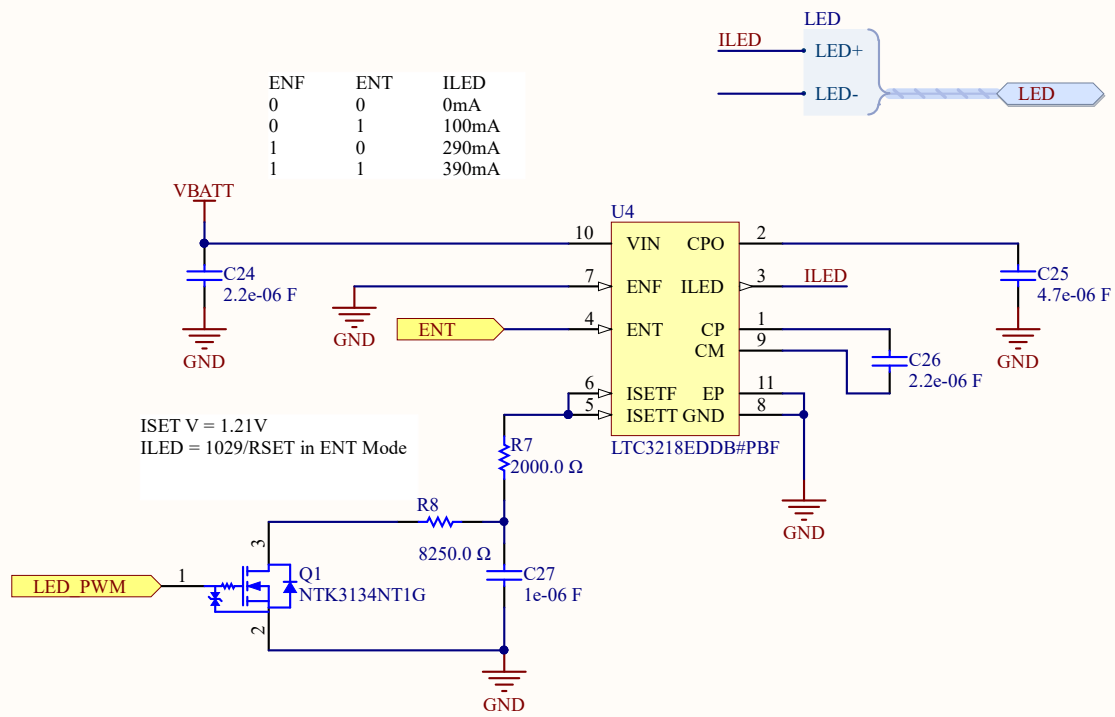 LED
ILED
LED+
LED-
LED
ENF ENT ILED
0 0 0mA
0 1 100mA
1 0 290mA
1 1 390mA
VBATT
U4
10 VIN CPO 2
C24
2.2e-06 F
7 ENF ILED 3 ILED
C25
4.7e-06 F
GND
GND
ENT
4 ENT CP 1
CM 9
C26
2.2e-06 F
GND
6 ISETF EP 11
5 ISETT GND 8
LTC3218EDDB#PBF
ISET V = 1.21V
ILED = 1029/RSET in ENT Mode
R7
2000.0 Ω
R8
8250.0 Ω
GND
3
LED_PWM
1
Q1
NTK3134NT1G
C27
1e-06 F
2
GND